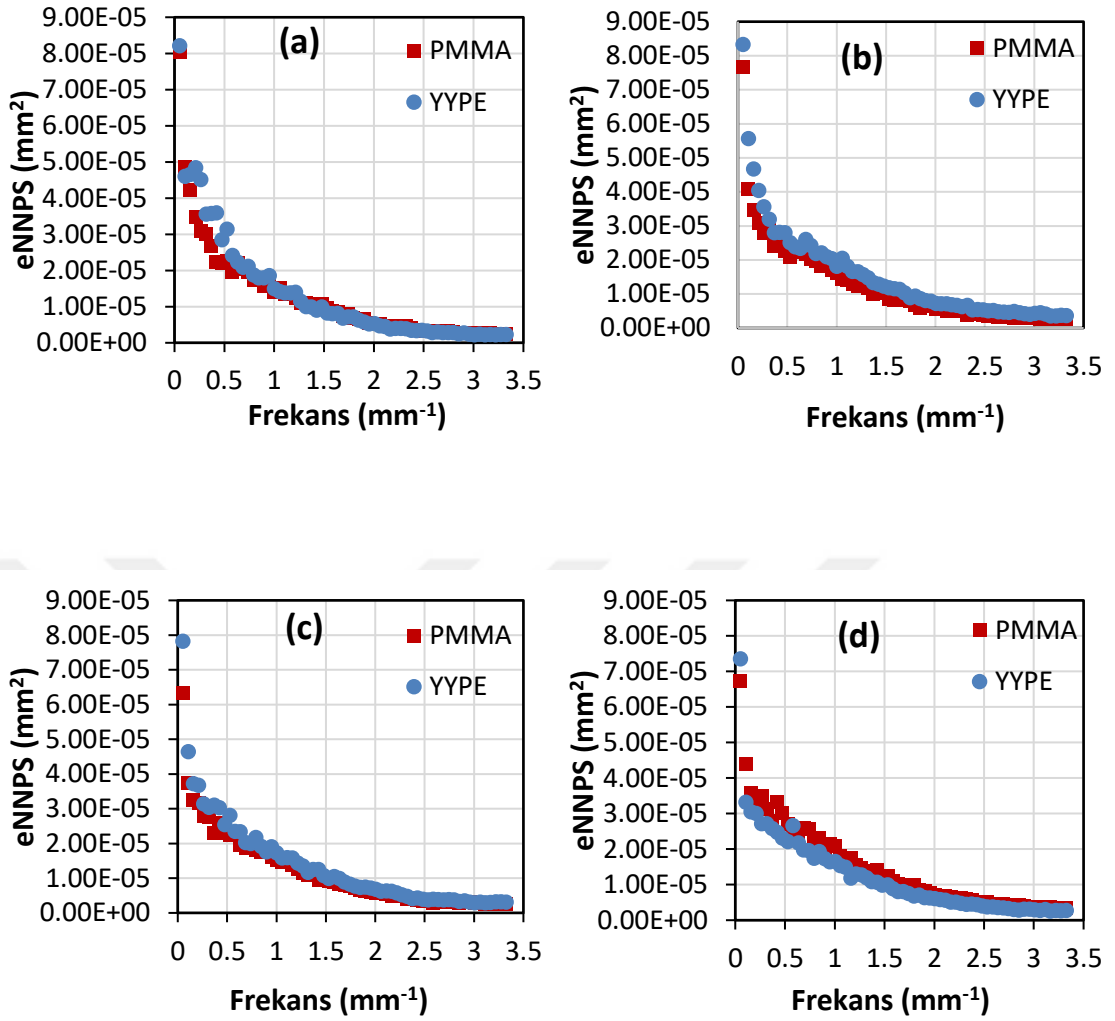 (a)
eNNPS (mm²)
9.00E-05
8.00E-05
7.00E-05
6.00E-05
5.00E-05
4.00E-05
3.00E-05
2.00E-05
1.00E-05
0.00E+00
PMMA
YYPE
0 0.5 1 1.5 2 2.5 3 3.5
Frekans (mm⁻¹)
(b)
eNNPS (mm²)
9.00E-05
8.00E-05
7.00E-05
6.00E-05
5.00E-05
4.00E-05
3.00E-05
2.00E-05
1.00E-05
0.00E+00
PMMA
YYPE
0 0.5 1 1.5 2 2.5 3 3.5
Frekans (mm⁻¹)
(c)
eNNPS (mm²)
9.00E-05
8.00E-05
7.00E-05
6.00E-05
5.00E-05
4.00E-05
3.00E-05
2.00E-05
1.00E-05
0.00E+00
PMMA
YYPE
0 0.5 1 1.5 2 2.5 3 3.5
Frekans (mm⁻¹)
(d)
eNNPS (mm²)
9.00E-05
8.00E-05
7.00E-05
6.00E-05
5.00E-05
4.00E-05
3.00E-05
2.00E-05
1.00E-05
0.00E+00
PMMA
YYPE
0 0.5 1 1.5 2 2.5 3 3.5
Frekans (mm⁻¹)